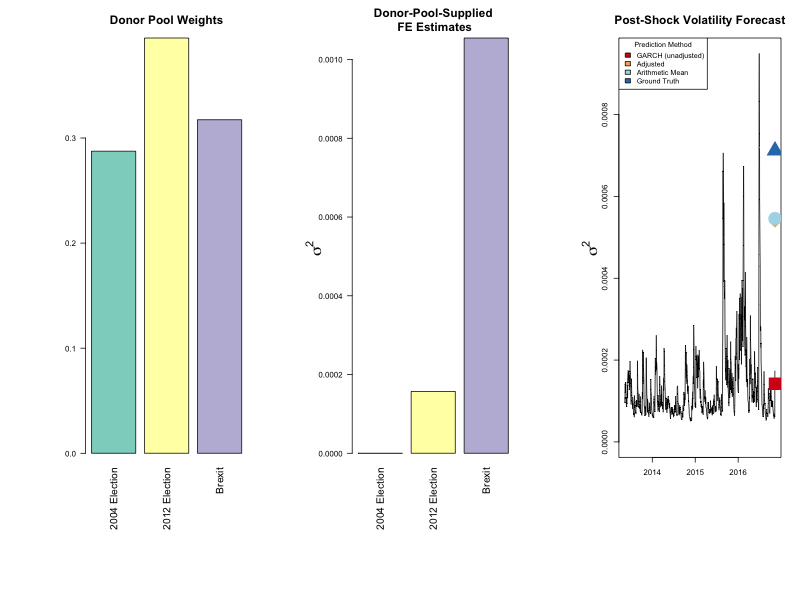 Donor Pool Weights
0.3
0.2
0.1
0.0
2004 Election
2012 Election
Brexit
Donor-Pool-Supplied
FE Estimates
σ2
0.0010
0.0008
0.0006
0.0004
0.0002
0.0000
2004 Election
2012 Election
Brexit
Post-Shock Volatility Forecast
Prediction Method
GARCH (unadjusted)
Adjusted
Arithmetic Mean
Ground Truth
σ2
0.0008
0.0006
0.0004
0.0002
0.0000
2014 2015 2016